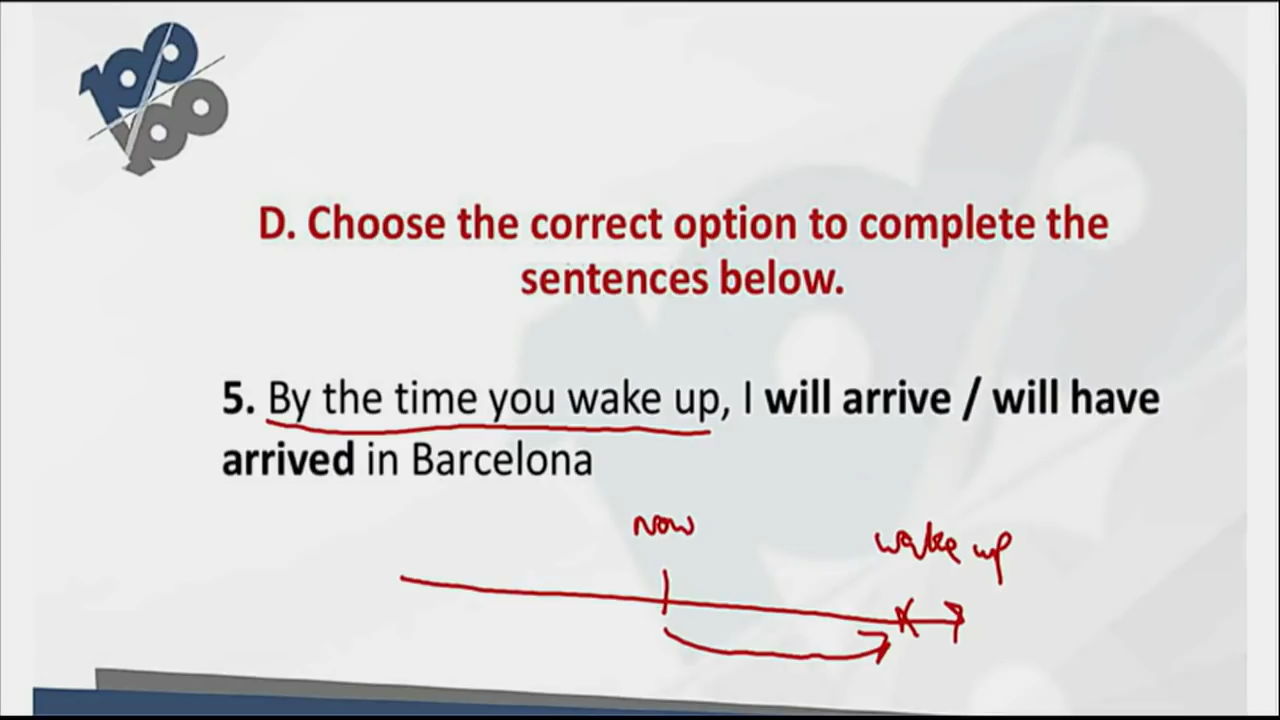 100
100
D. Choose the correct option to complete the
sentences below.
5. By the time you wake up, I will arrive / will have
arrived in Barcelona
now
wake up